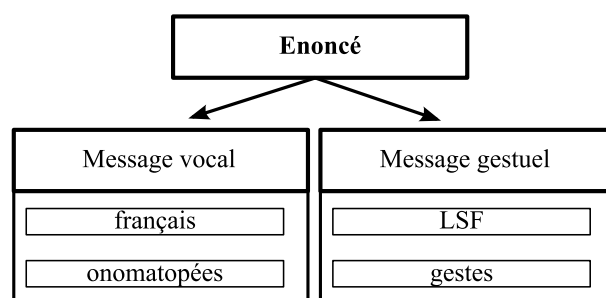 Enoncé
Message vocal
Message gestuel
français
LSF
onomatopées
gestes